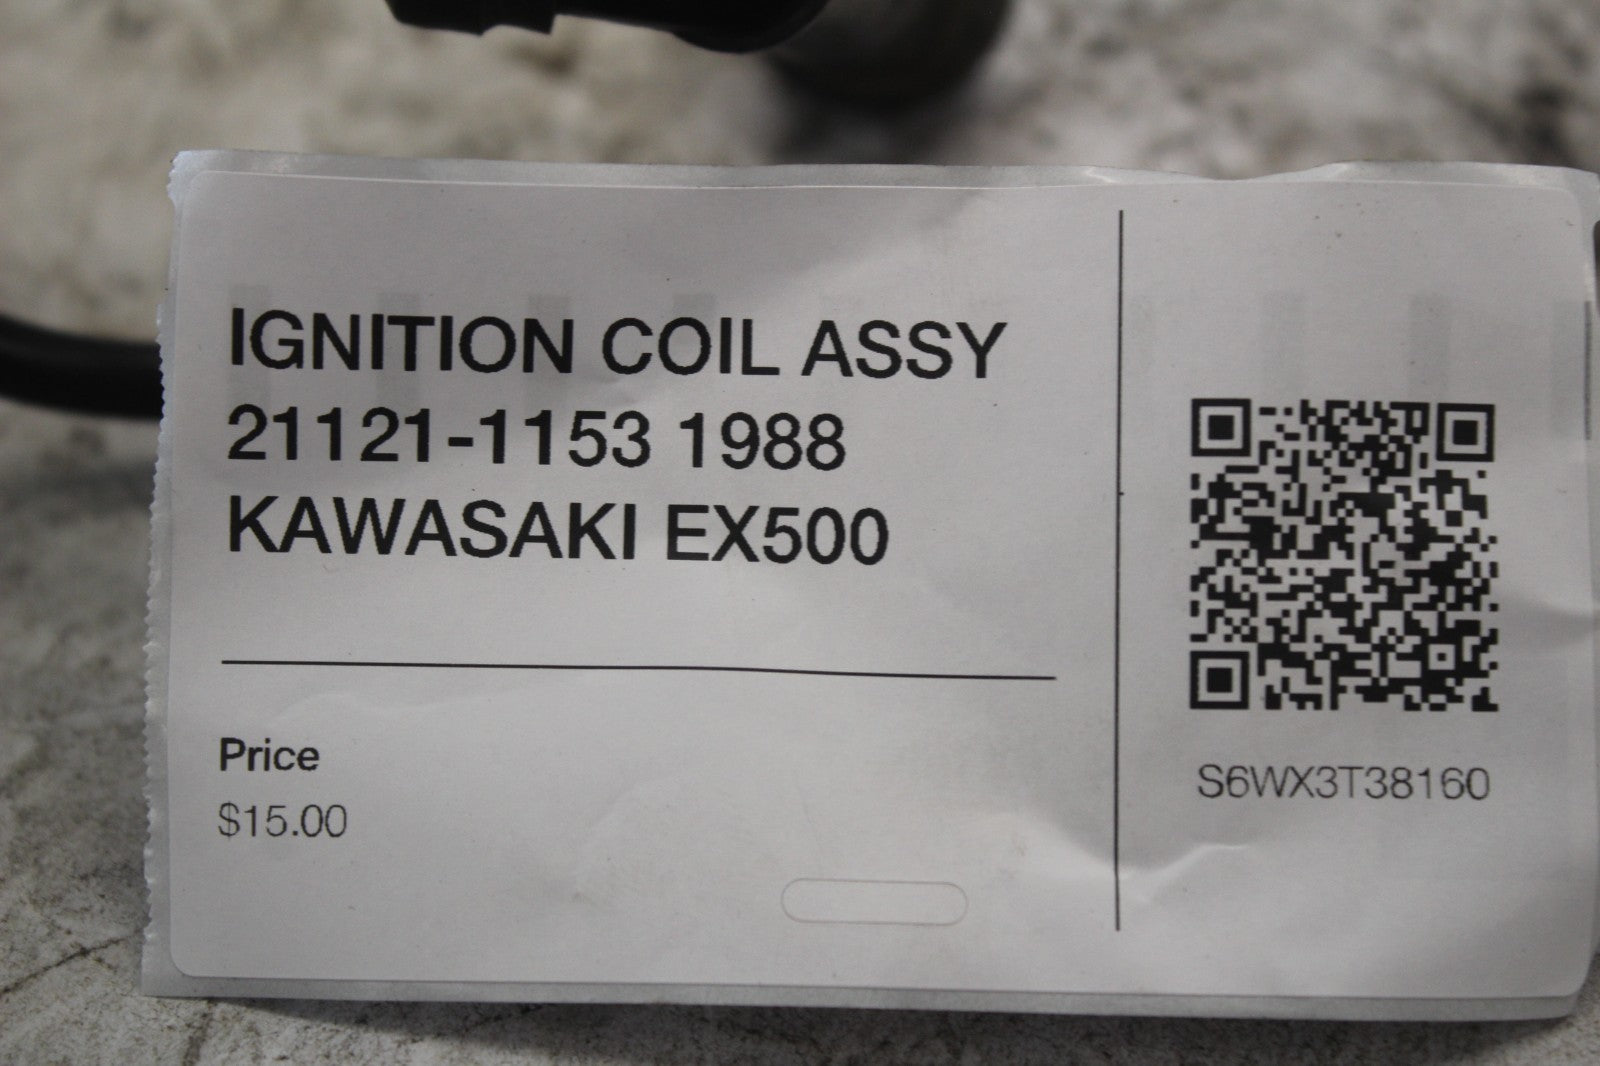 IGNITION COIL ASSY
21121-1153 1988
KAWASAKI EX500
Price
$15.00
S6WX3T38160